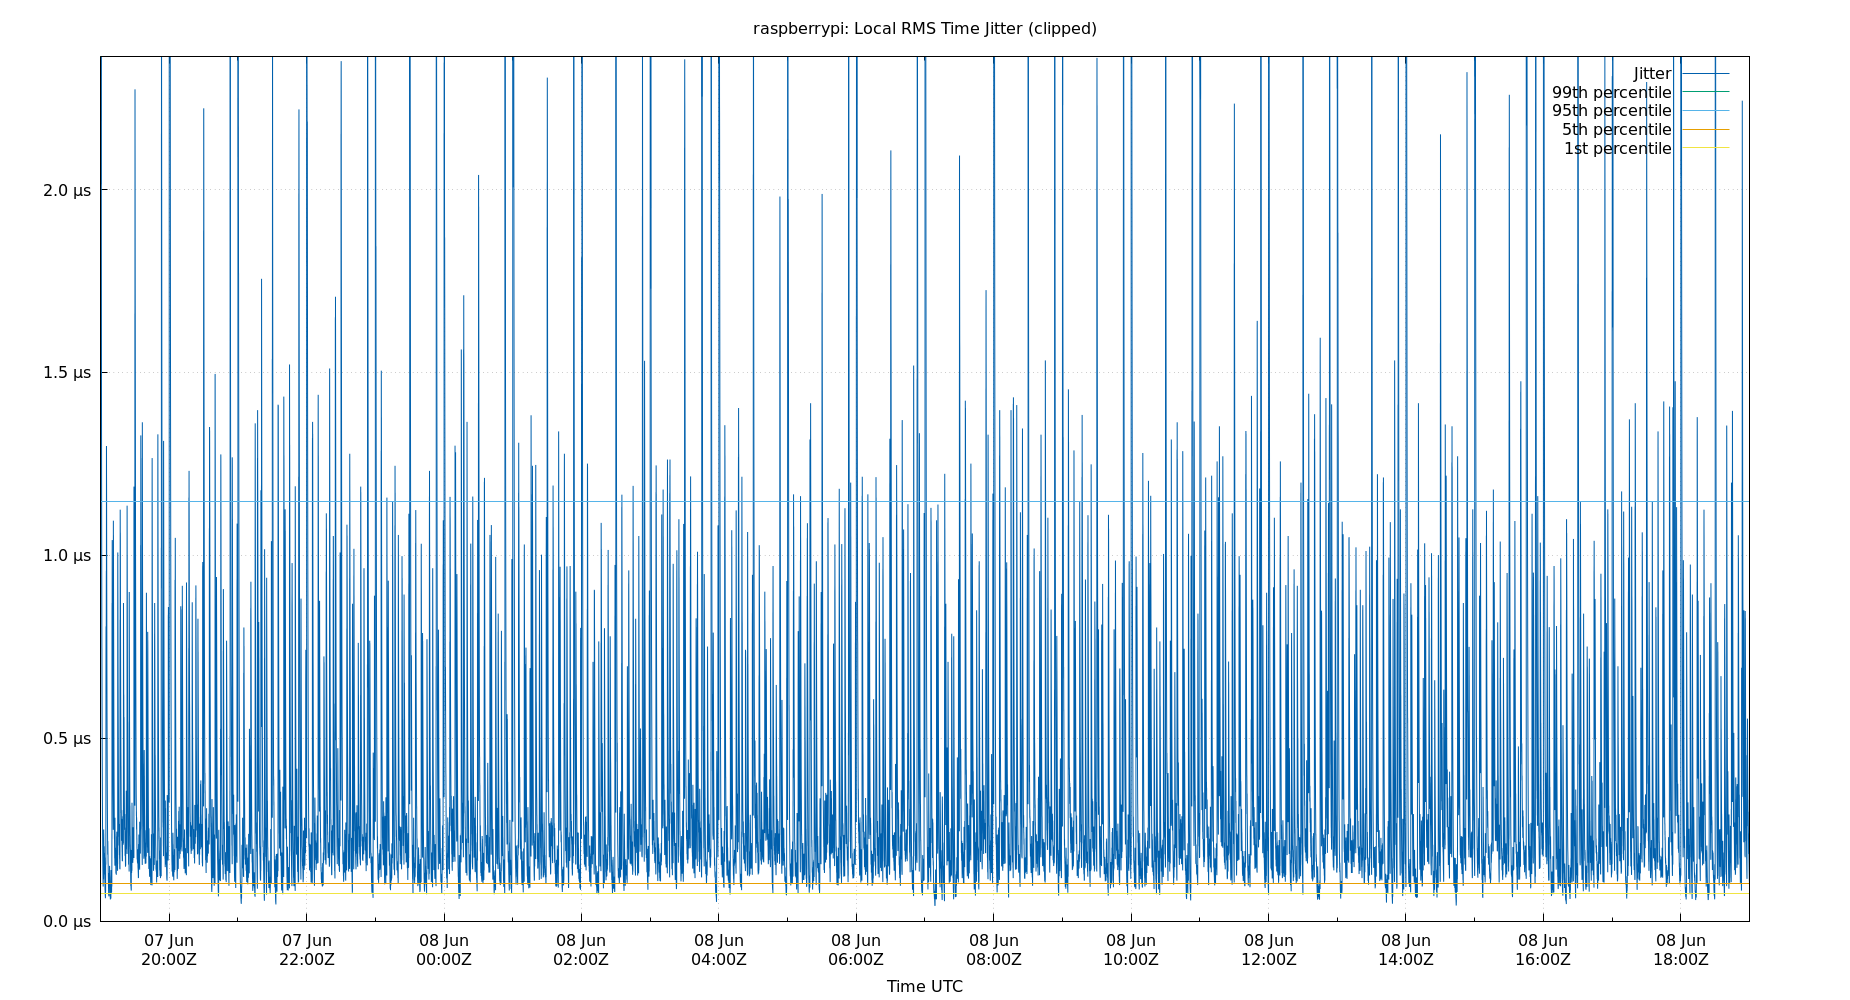 raspberrypi: Local RMS Time Jitter (clipped)
Jitter
99th percentile
95th percentile
5th percentile
1st percentile
2.0 μs
1.5 μs
1.0 μs
0.5 μs
0.0 μs
07 Jun
20:00Z
07 Jun
22:00Z
08 Jun
00:00Z
08 Jun
02:00Z
08 Jun
04:00Z
08 Jun
06:00Z
08 Jun
08:00Z
08 Jun
10:00Z
08 Jun
12:00Z
08 Jun
14:00Z
08 Jun
16:00Z
08 Jun
18:00Z
Time UTC